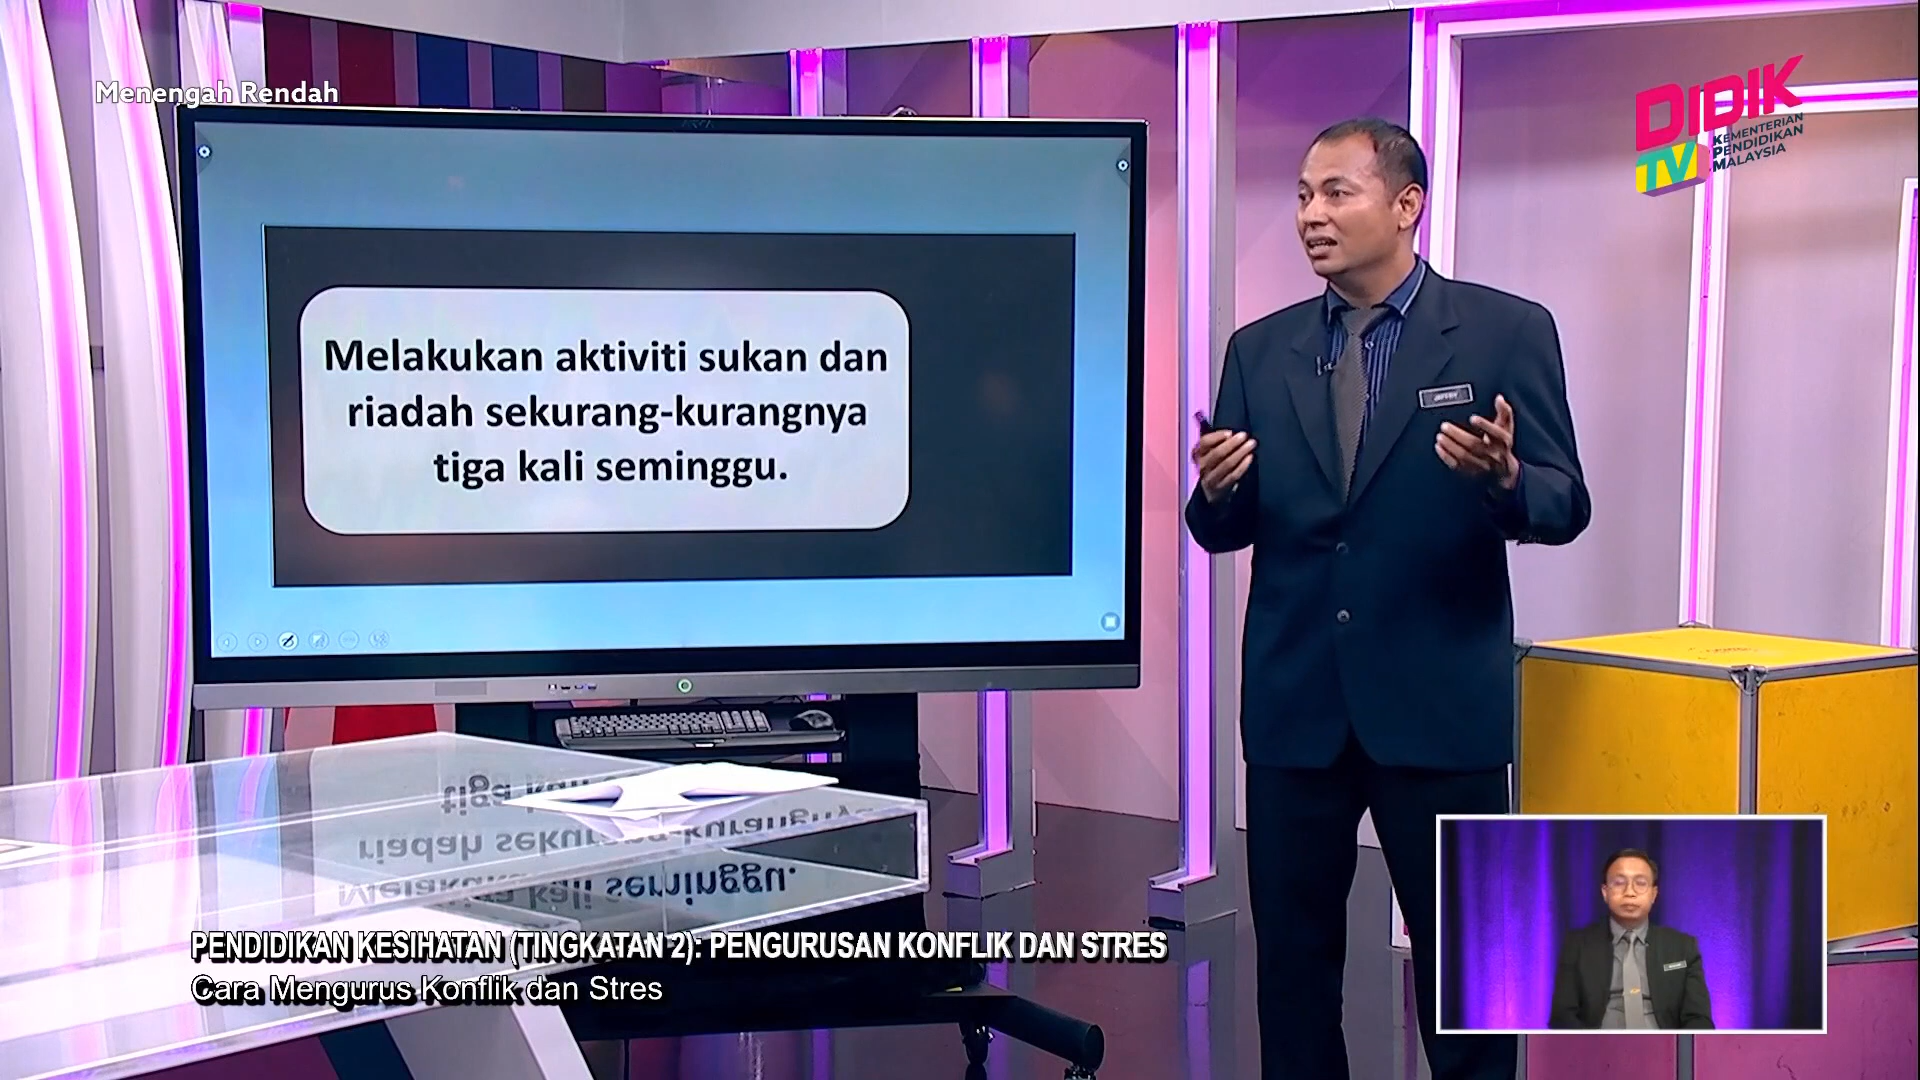 Menengah Rendah
DIDIK
TV
KEMENTERIAN
PENDIDIKAN
MALAYSIA
Melakukan aktiviti sukan dan
riadah sekurang-kurangnya
tiga kali seminggu.
PENDIDIKAN KESIHATAN (TINGKATAN 2): PENGURUSAN KONFLIK DAN STRES
Cara Mengurus Konflik dan Stres